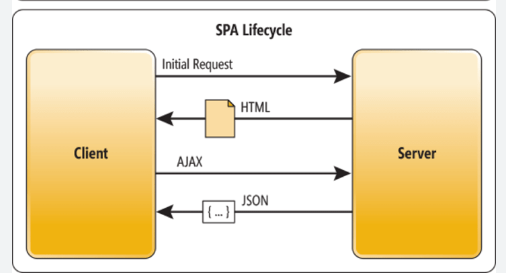 SPA Lifecycle
Initial Request
HTML
Client
Server
AJAX
JSON
{ ... }